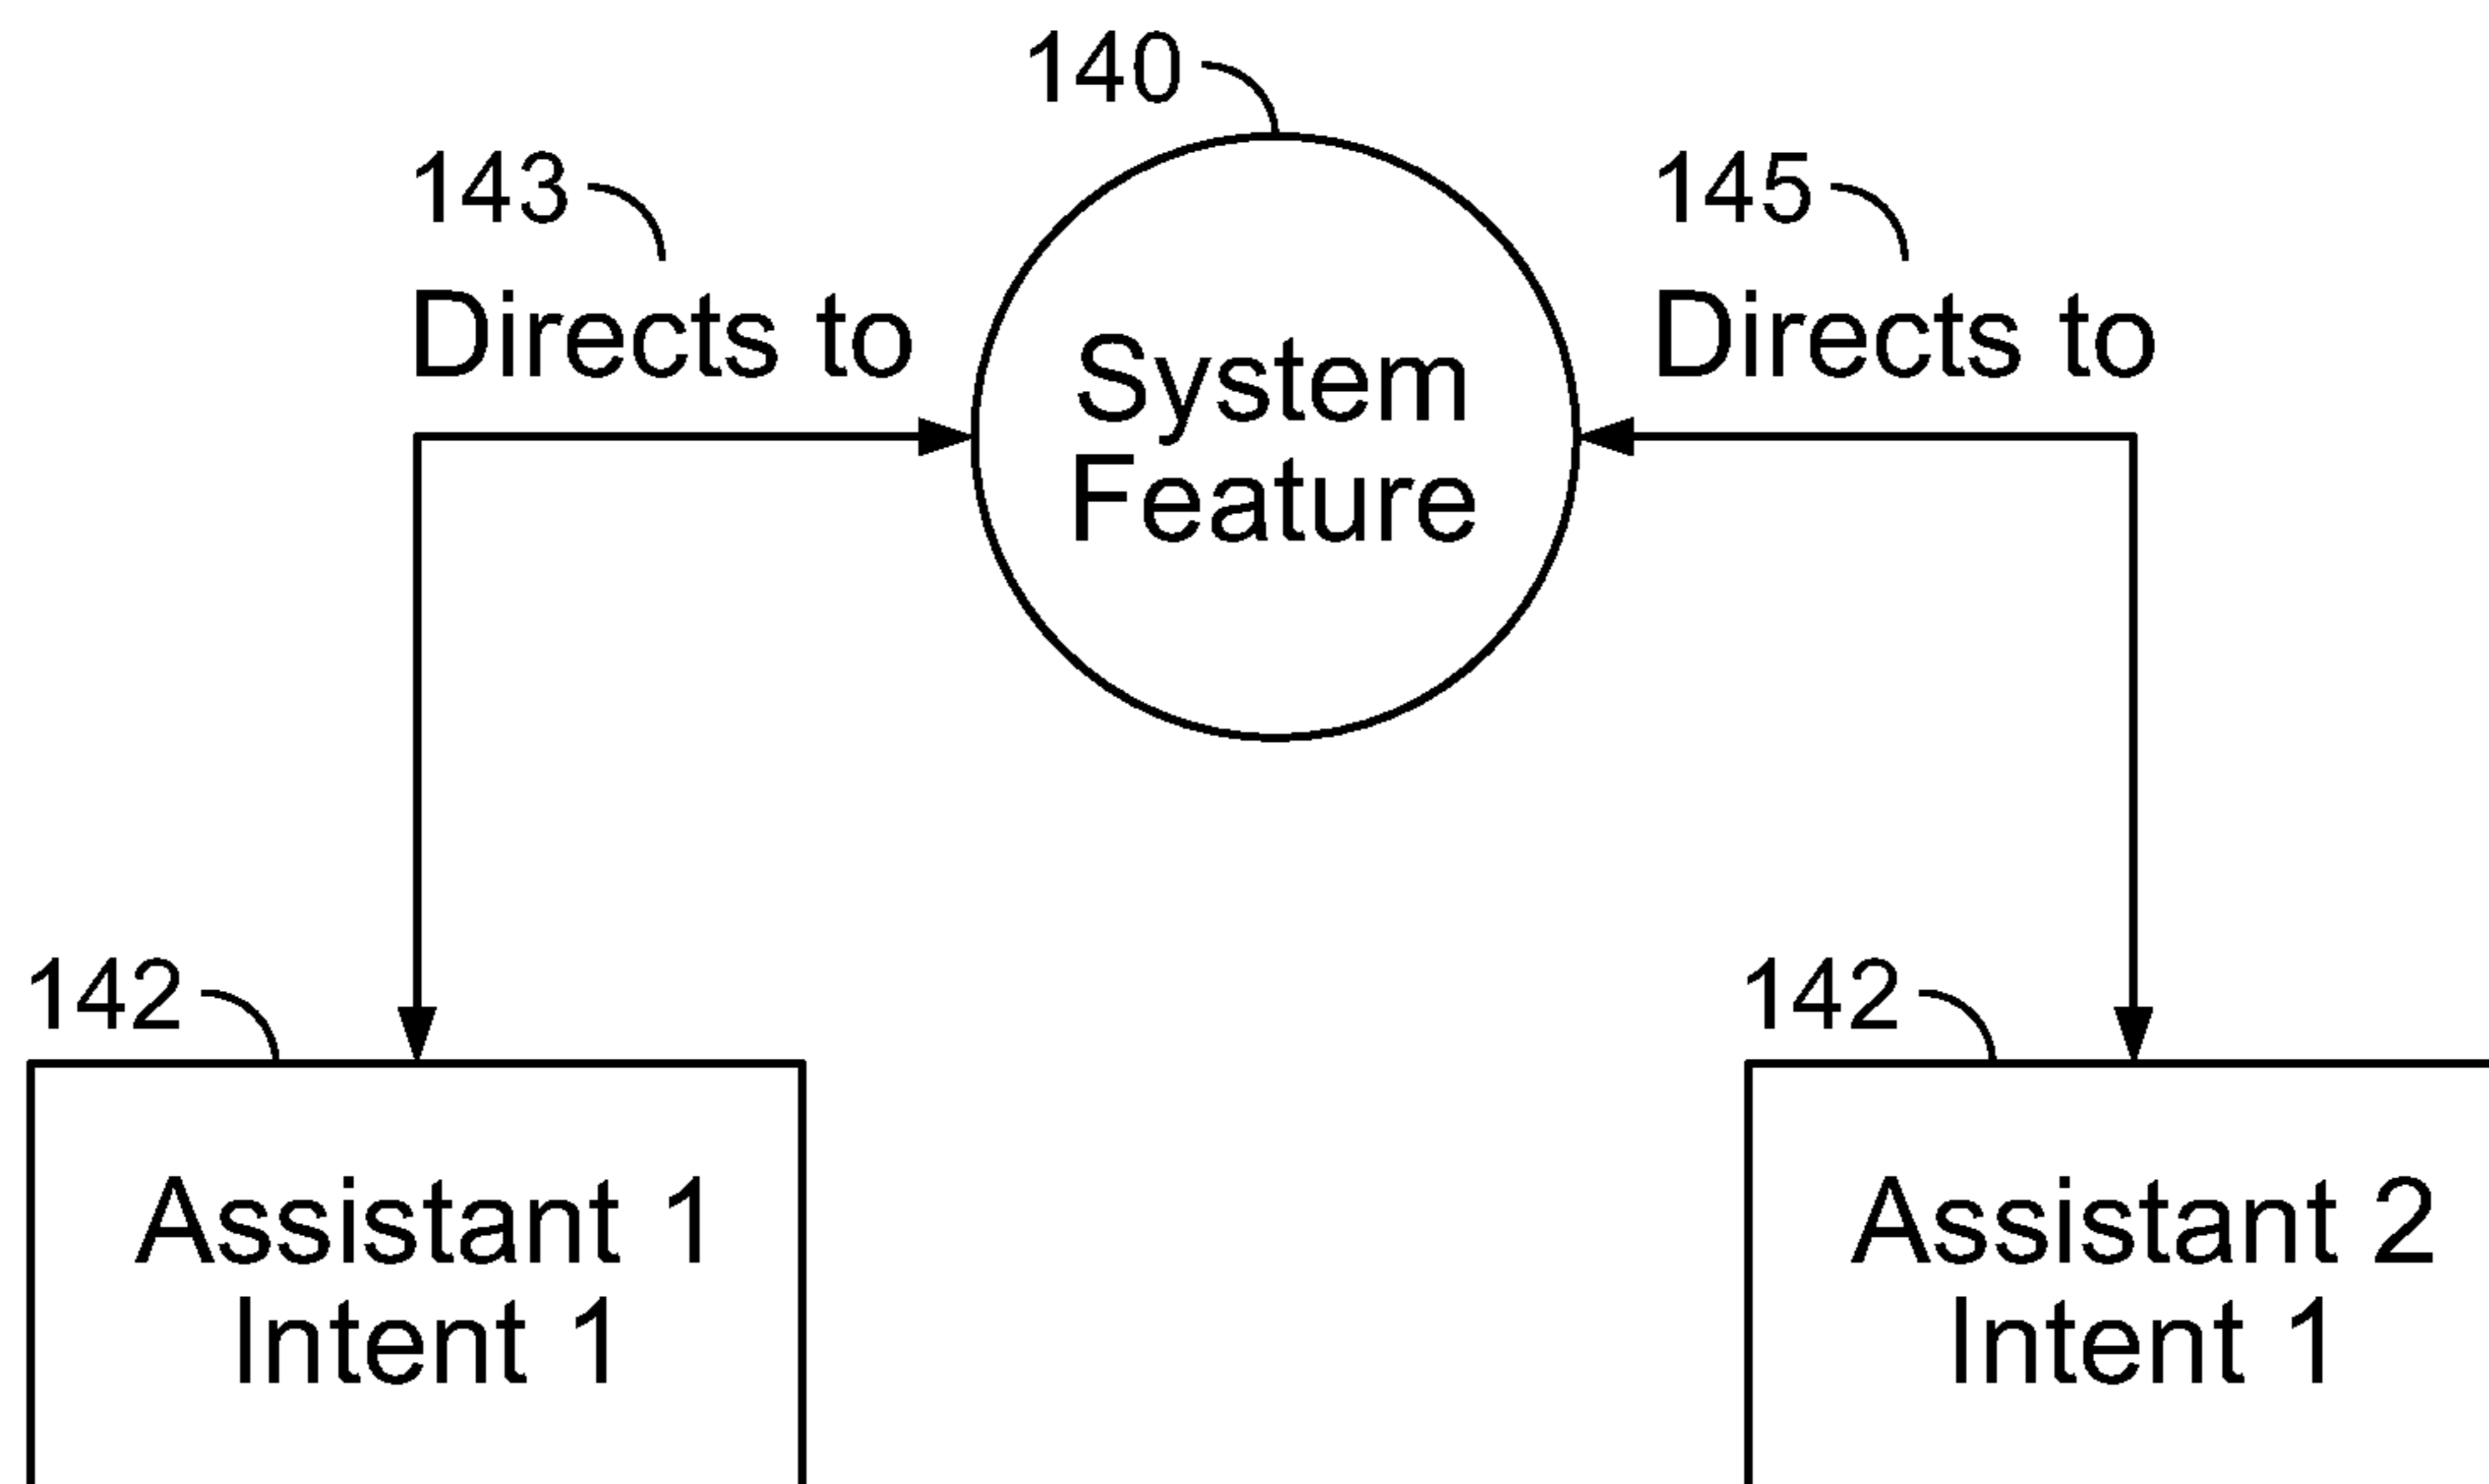 140
143
145
Directs to
Directs to
System
Feature
142
142
Assistant 1
Intent 1
Assistant 2
Intent 1